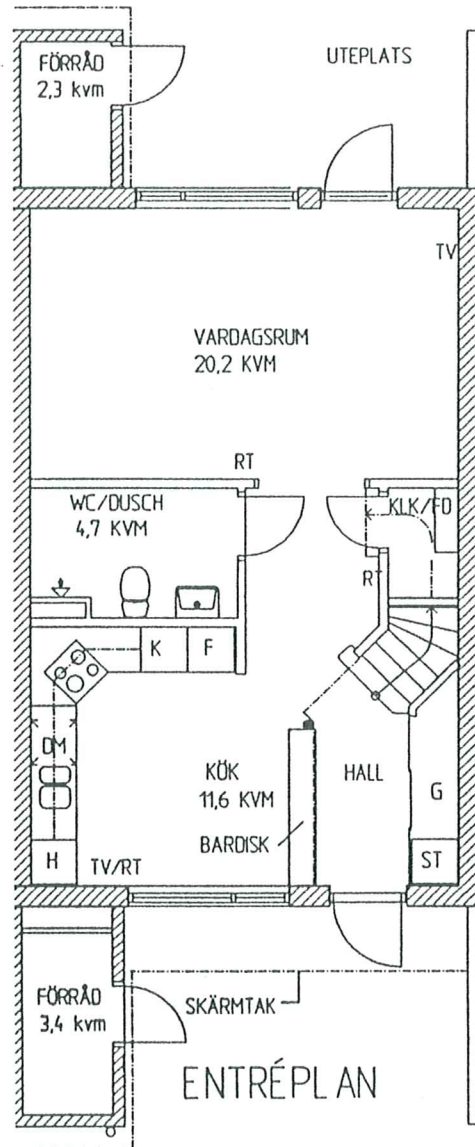 FÖRRÅD
2,3 kvm
UTEPLATS
TV
VARDAGSRUM
20,2 KVM
RT
WC/DUSCH
4,7 KVM
KLK/FD
RT
K
F
DM
KÖK
11,6 KVM
HALL
G
BARDISK
H
TV/RT
ST
FÖRRÅD
3,4 kvm
SKÄRMTAK
ENTRÉPLAN